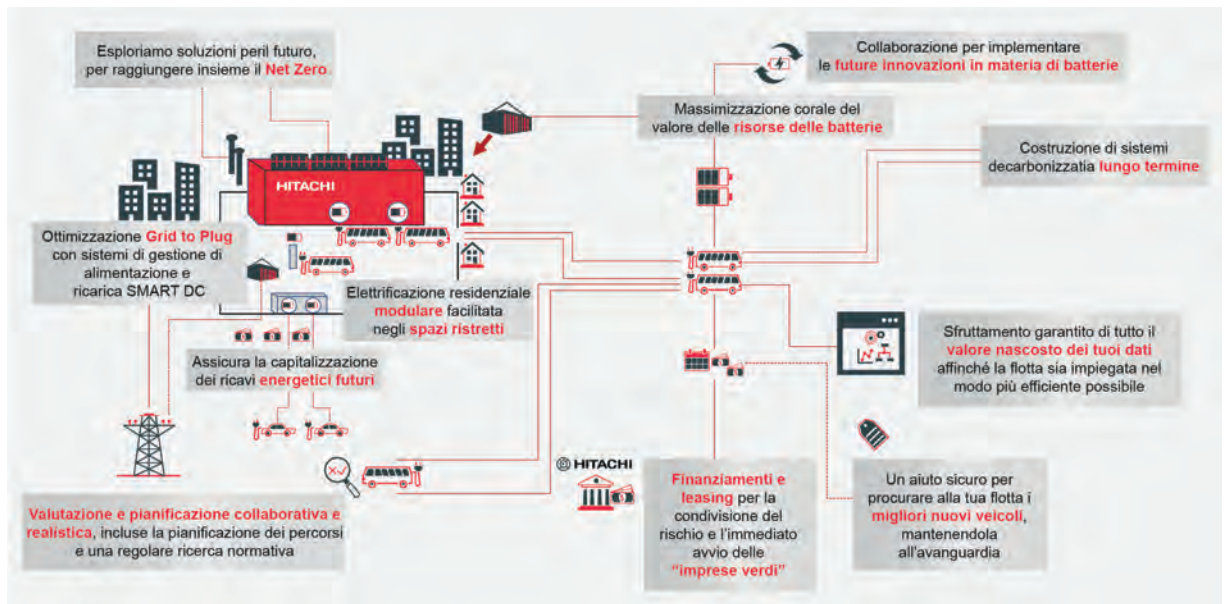 Esploriamo soluzioni peril futuro,
per raggiungere insieme il Net Zero
Collaborazione per implementare
le future innovazioni in materia di batterie
Massimizzazione corale del
valore delle risorse delle batterie
Costruzione di sistemi
decarbonizzatia lungo termine
HITACHI
Ottimizzazione Grid to Plug
con sistemi di gestione di
alimentazione e
ricarica SMART DC
Elettrificazione residenziale
modulare facilitata
negli spazi ristretti
Assicura la capitalizzazione
dei ricavi energetici futuri
Sfruttamento garantito di tutto il
valore nascosto dei tuoi dati
affinché la flotta sia impiegata nel
modo più efficiente possibile
HITACHI
Valutazione e pianificazione collaborativa e
realistica, incluse la pianificazione dei percorsi
e una regolare ricerca normativa
Finanziamenti e
leasing per la
condivisione del
rischio e l'immediato
avvio delle
“imprese verdi”
Un aiuto sicuro per
procurare alla tua flotta i
migliori nuovi veicoli,
mantenendola
all'avanguardia